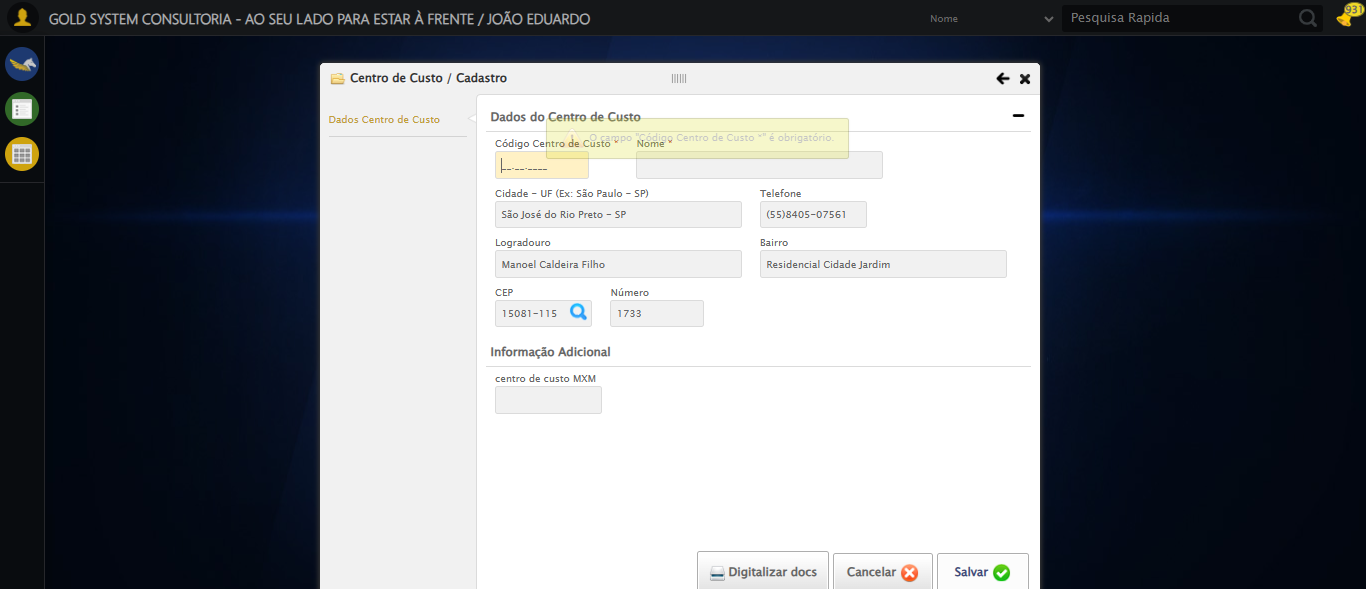 GOLD SYSTEM CONSULTORIA - AO SEU LADO PARA ESTAR À FRENTE / JOÃO EDUARDO
Nome
Pesquisa Rapida
931
Centro de Custo / Cadastro
Dados Centro de Custo
Dados do Centro de Custo
O campo "Código Centro de Custo *" é obrigatório.
Código Centro de Custo * Nome *
__.__.____
Cidade - UF (Ex: São Paulo - SP) Telefone
São José do Rio Preto - SP (55)8405-07561
Logradouro Bairro
Manoel Caldeira Filho Residencial Cidade Jardim
CEP Número
15081-115 1733
Informação Adicional
centro de custo MXM
Digitalizar docs Cancelar Salvar